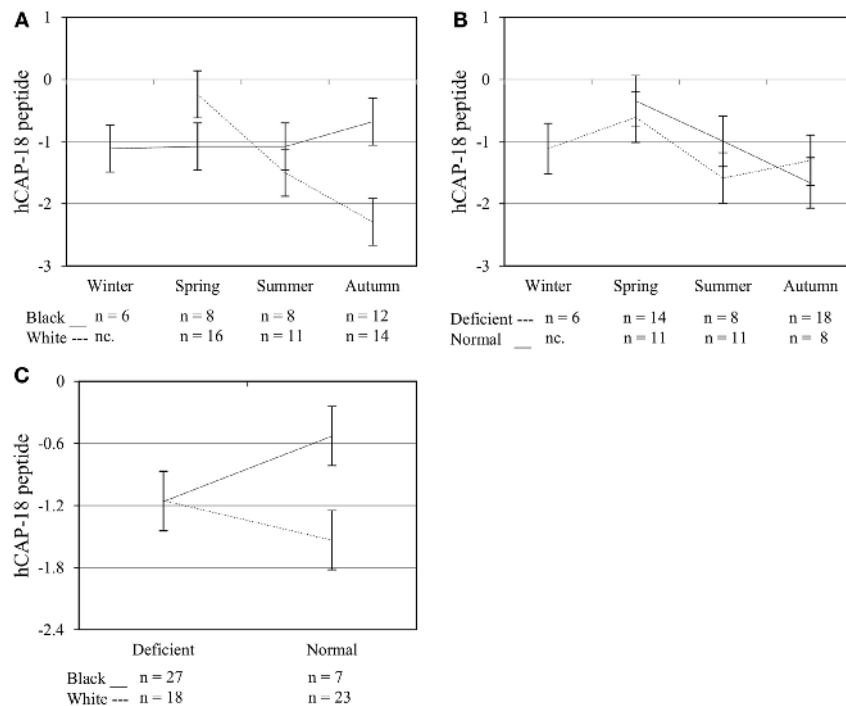 A
hCAP-18 peptide
1
0
-1
-2
-3
Winter Spring Summer Autumn
Black __ n = 6 n = 8 n = 8 n = 12
White --- nc. n = 16 n = 11 n = 14
B
hCAP-18 peptide
1
0
-1
-2
-3
Winter Spring Summer Autumn
Deficient --- n = 6 n = 14 n = 8 n = 18
Normal __ nc. n = 11 n = 11 n = 8
C
hCAP-18 peptide
0
-0.6
-1.2
-1.8
-2.4
Deficient Normal
Black __ n = 27 n = 7
White --- n = 18 n = 23